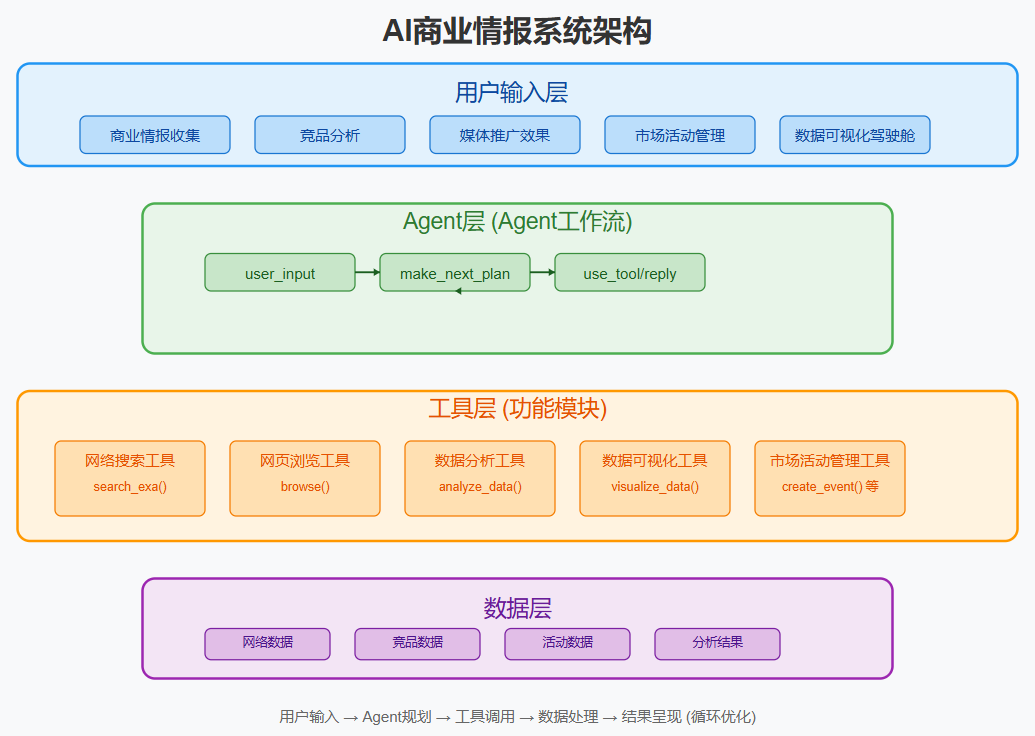 AI商业情报系统架构
用户输入层
商业情报收集
竞品分析
媒体推广效果
市场活动管理
数据可视化驾驶舱
Agent层 (Agent工作流)
user_input
make_next_plan
use_tool/reply
工具层 (功能模块)
网络搜索工具
search_exa()
网页浏览工具
browse()
数据分析工具
analyze_data()
数据可视化工具
visualize_data()
市场活动管理工具
create_event() 等
数据层
网络数据
竞品数据
活动数据
分析结果
用户输入 → Agent规划 → 工具调用 → 数据处理 → 结果呈现 (循环优化)